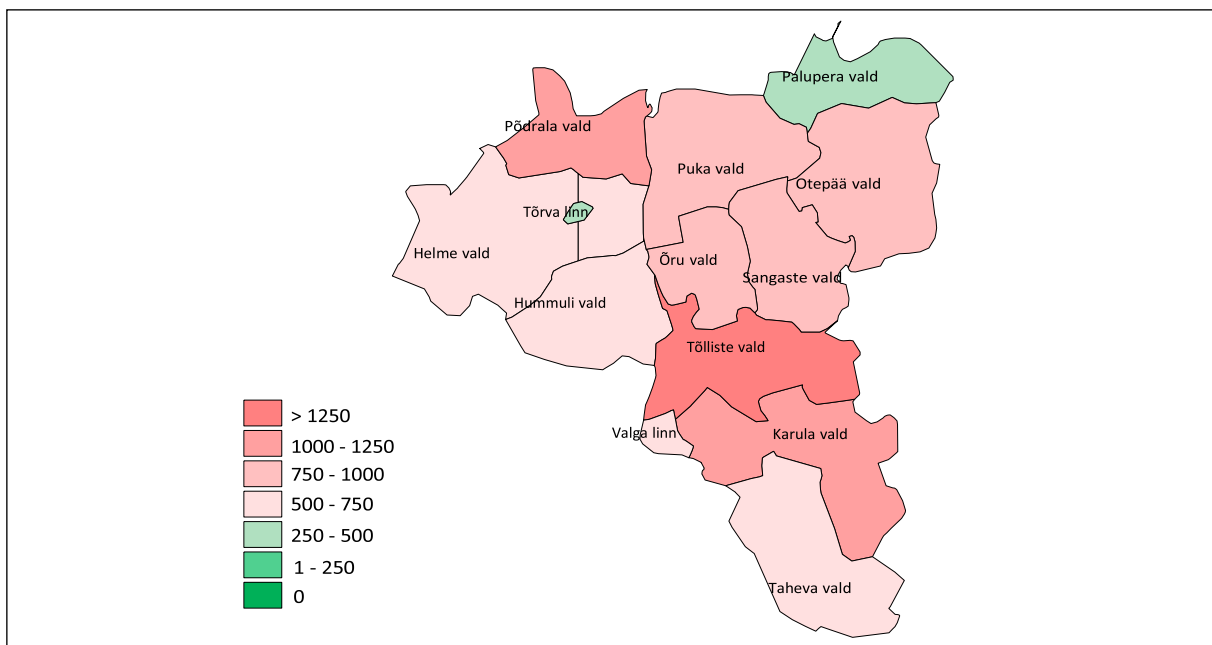 Palupera vald
Põdrala vald
Puka vald
Otepää vald
Tõrva linn
Helme vald
Õru vald
Sangaste vald
Hummuli vald
Tõlliste vald
Valga linn
Karula vald
Taheva vald
> 1250
1000 - 1250
750 - 1000
500 - 750
250 - 500
1 - 250
0